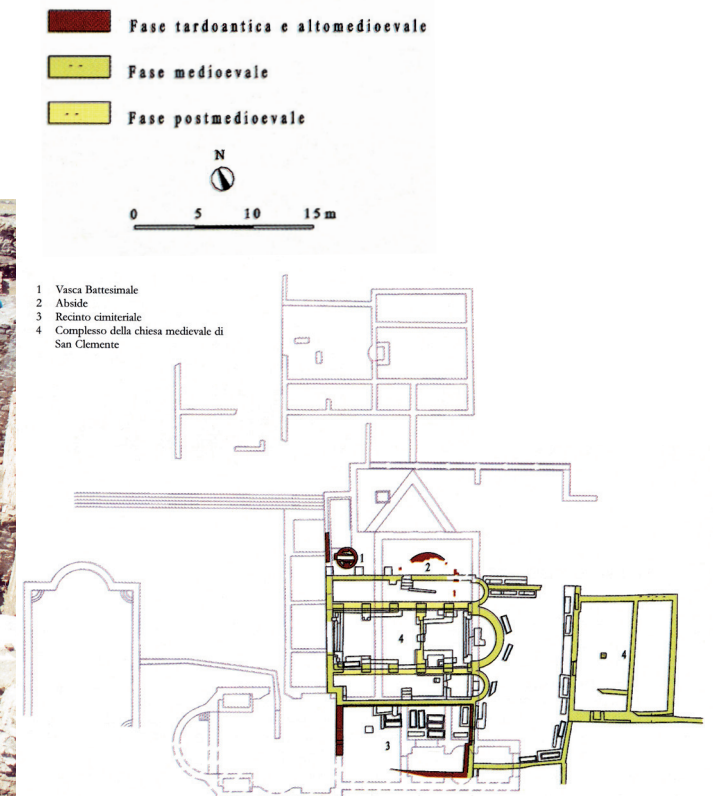 Fase tardoantica e altomedioevale
Fase medioevale
Fase postmedioevale
N
0 5 10 15 m
1 Vasca Battesimale
2 Abside
3 Recinto cimiteriale
4 Complesso della chiesa medievale di
San Clemente
1
2
4
4
3